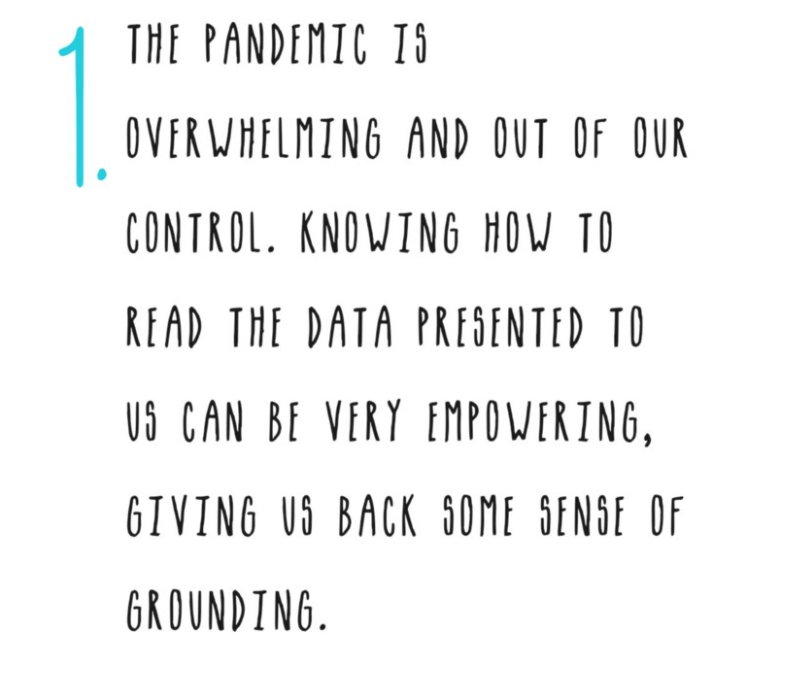 1. THE PANDEMIC IS
OVERWHELMING AND OUT OF OUR
CONTROL. KNOWING HOW TO
READ THE DATA PRESENTED TO
US CAN BE VERY EMPOWERING,
GIVING US BACK SOME SENSE OF
GROUNDING.